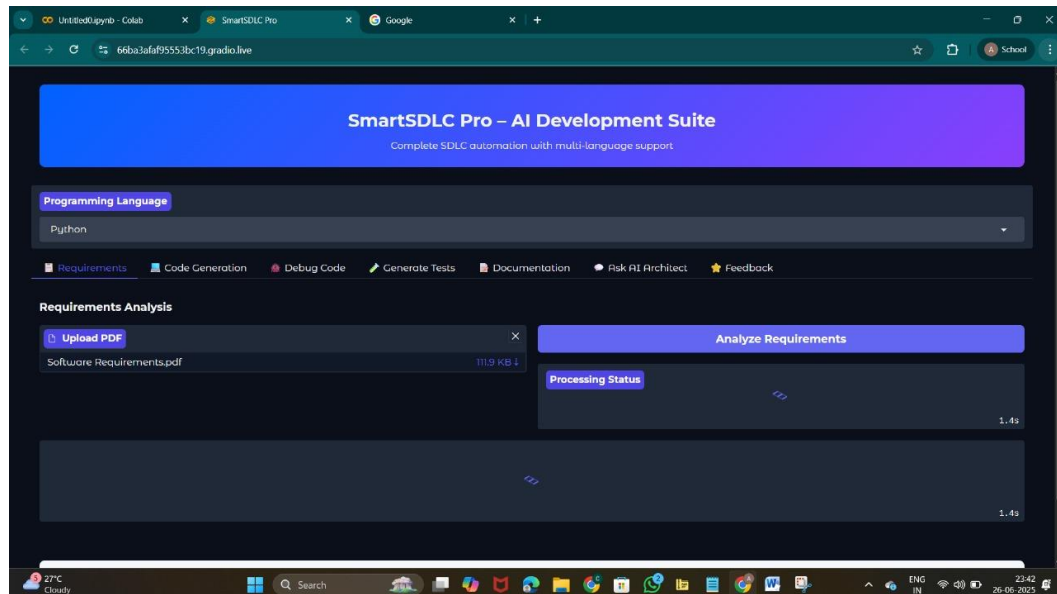 Untitled0.ipynb - Colab
SmartSDLC Pro
Google
66ba3afaf95553bc19.gradio.live
A School
SmartSDLC Pro – AI Development Suite
Complete SDLC automation with multi-language support
Programming Language
Python
Requirements
Code Generation
Debug Code
Generate Tests
Documentation
Ask AI Architect
Feedback
Requirements Analysis
Upload PDF
Software Requirements.pdf 111.9 KB ↓
Analyze Requirements
Processing Status
1.4s
1.4s
5
27°C
Cloudy
Search
ENG
IN
23:42
26-06-2025